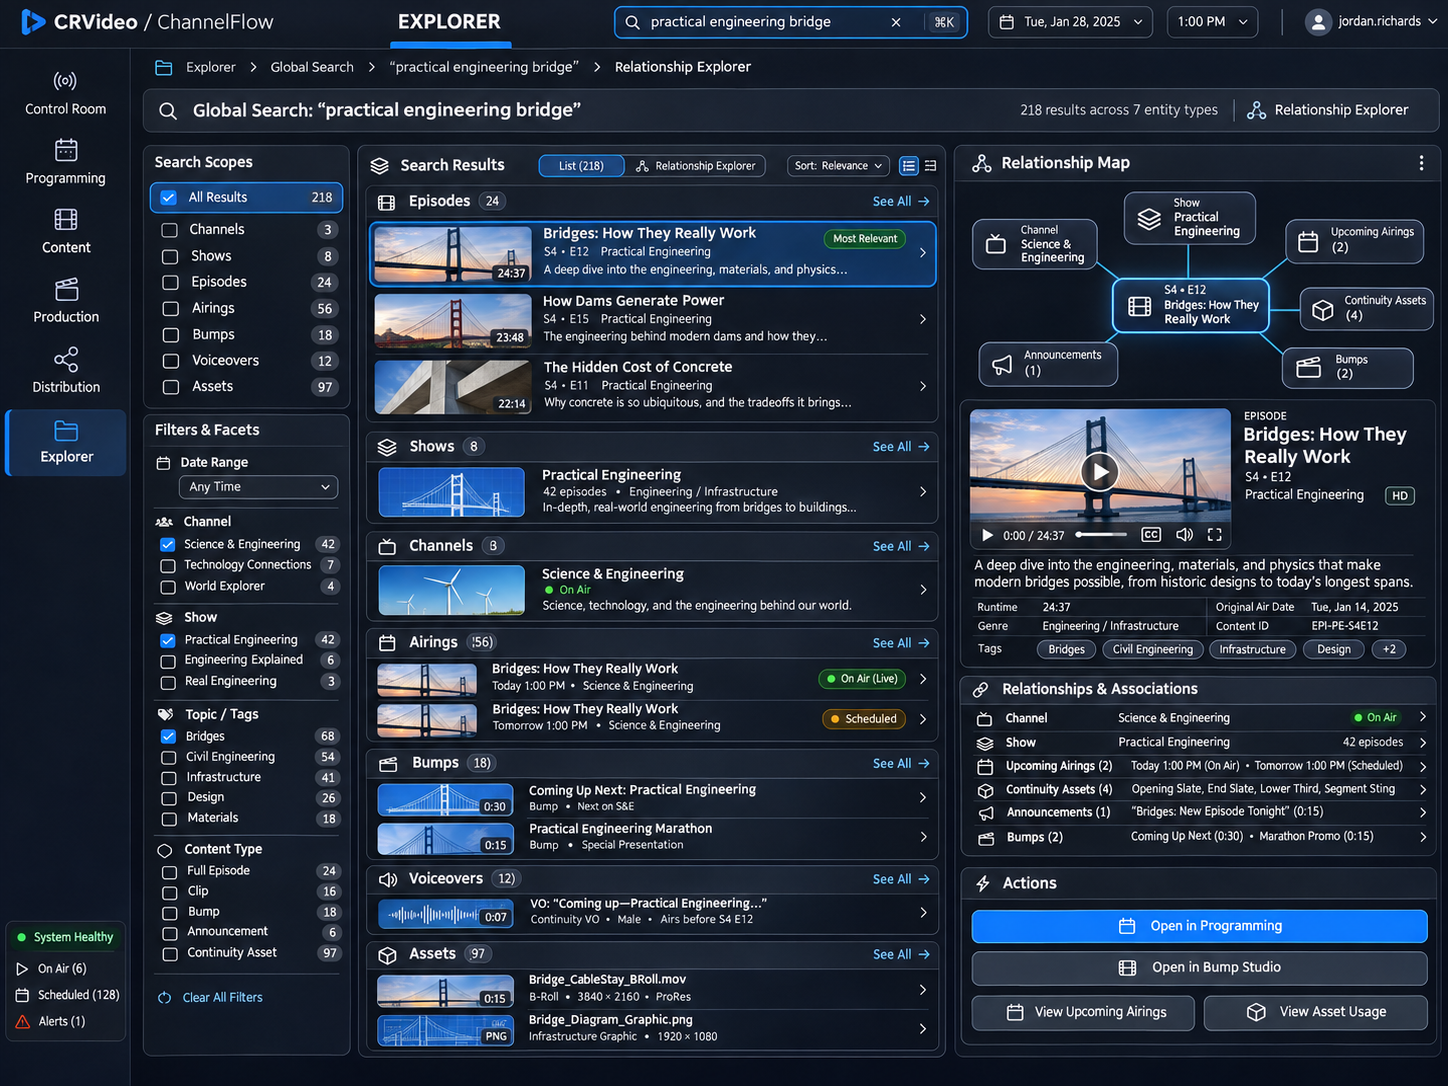 CRVideo / ChannelFlow
EXPLORER
practical engineering bridge
⌘K
Tue, Jan 28, 2025
1:00 PM
jordan.richards
Control Room
Programming
Content
Production
Distribution
Explorer
System Healthy
On Air (6)
Scheduled (128)
Alerts (1)
Explorer > Global Search > “practical engineering bridge” > Relationship Explorer
Global Search: “practical engineering bridge”
218 results across 7 entity types
Relationship Explorer
Search Scopes
All Results 218
Channels 3
Shows 8
Episodes 24
Airings 56
Bumps 18
Voiceovers 12
Assets 97
Filters & Facets
Date Range
Any Time
Channel
Science & Engineering 42
Technology Connections 7
World Explorer 4
Show
Practical Engineering 42
Engineering Explained 6
Real Engineering 3
Topic / Tags
Bridges 68
Civil Engineering 54
Infrastructure 41
Design 26
Materials 18
Content Type
Full Episode 24
Clip 16
Bump 18
Announcement 6
Continuity Asset 97
Clear All Filters
Search Results
List (218)
Relationship Explorer
Sort: Relevance
Episodes 24
See All →
24:37
Bridges: How They Really Work
S4 • E12 Practical Engineering
A deep dive into the engineering, materials, and physics...
Most Relevant
23:48
How Dams Generate Power
S4 • E15 Practical Engineering
The engineering behind modern dams and how they...
22:14
The Hidden Cost of Concrete
S4 • E11 Practical Engineering
Why concrete is so ubiquitous, and the tradeoffs it brings...
Shows 8
See All →
Practical Engineering
42 episodes • Engineering / Infrastructure
In-depth, real-world engineering from bridges to buildings...
Channels
See All →
Science & Engineering
On Air
Science, technology, and the engineering behind our world.
Airings 56)
See All →
Bridges: How They Really Work
Today 1:00 PM • Science & Engineering
On Air (Live)
Bridges: How They Really Work
Tomorrow 1:00 PM • Science & Engineering
Scheduled
Bumps 18)
See All →
0:30
Coming Up Next: Practical Engineering
Bump • Next on S&E
0:15
Practical Engineering Marathon
Bump • Special Presentation
Voiceovers 12)
See All →
0:07
VO: “Coming up—Practical Engineering...”
Continuity VO • Male • Airs before S4 E12
Assets 97
See All →
0:15
Bridge_CableStay_BRoll.mov
B-Roll • 3840 × 2160 • ProRes
PNG
Bridge_Diagram_Graphic.png
Infrastructure Graphic • 1920 × 1080
Relationship Map
Channel
Science &
Engineering
Show
Practical
Engineering
Upcoming Airings
(2)
S4 • E12
Bridges: How They
Really Work
Continuity Assets
(4)
Announcements
(1)
Bumps
(2)
0:00 / 24:37
CC
EPISODE
Bridges: How They
Really Work
S4 • E12
Practical Engineering
HD
A deep dive into the engineering, materials, and physics that make
modern bridges possible, from historic designs to today’s longest spans.
Runtime 24:37 Original Air Date Tue, Jan 14, 2025
Genre Engineering / Infrastructure Content ID EPI-PE-S4E12
Tags Bridges Civil Engineering Infrastructure Design +2
Relationships & Associations
Channel Science & Engineering On Air
Show Practical Engineering 42 episodes
Upcoming Airings (2) Today 1:00 PM (On Air) • Tomorrow 1:00 PM (Scheduled)
Continuity Assets (4) Opening Slate, End Slate, Lower Third, Segment Sting
Announcements (1) “Bridges: New Episode Tonight” (0:15)
Bumps (2) Coming Up Next (0:30) • Marathon Promo (0:15)
Actions
Open in Programming
Open in Bump Studio
View Upcoming Airings
View Asset Usage